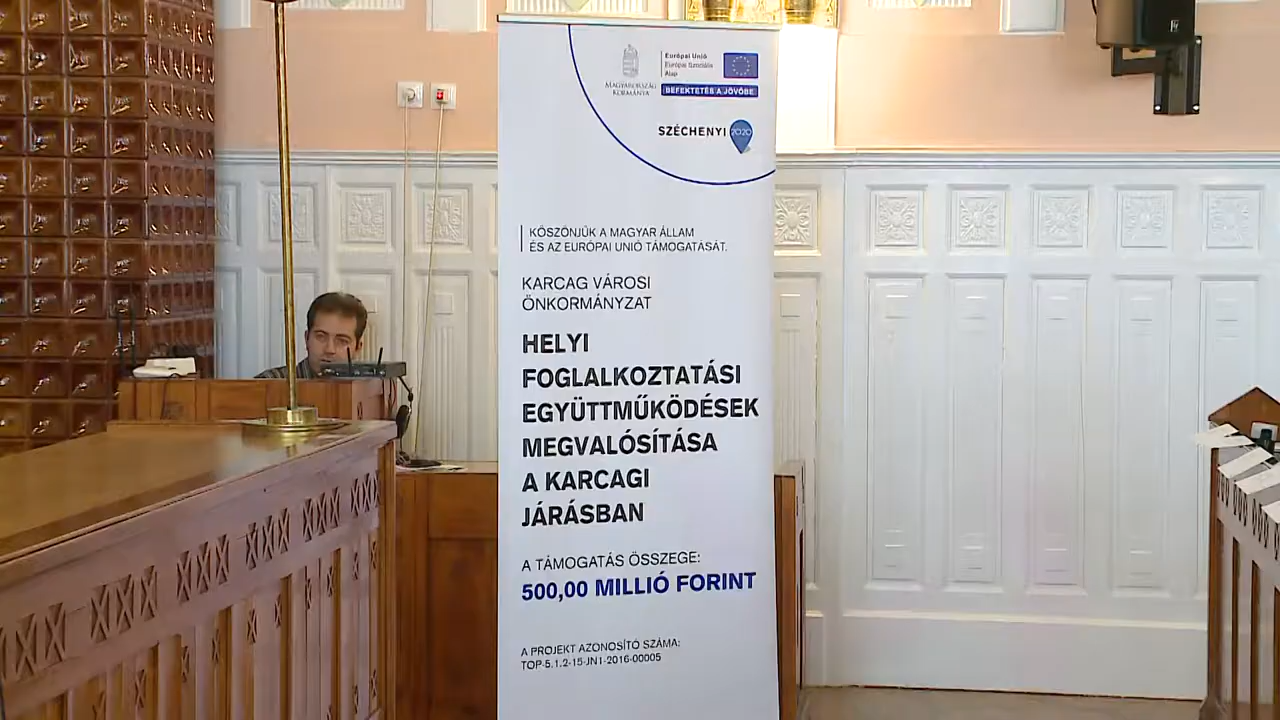 MAGYARORSZÁG
KORMÁNYA
Európai Unió
Európai Szociális
Alap
BEFEKTETÉS A JÖVŐBE
SZÉCHENYI 2020
KÖSZÖNJÜK A MAGYAR ÁLLAM
ÉS AZ EURÓPAI UNIÓ TÁMOGATÁSÁT.
KARCAG VÁROSI
ÖNKORMÁNYZAT
HELYI
FOGLALKOZTATÁSI
EGYÜTTMŰKÖDÉSEK
MEGVALÓSÍTÁSA
A KARCAGI
JÁRÁSBAN
A TÁMOGATÁS ÖSSZEGE:
500,00 MILLIÓ FORINT
A PROJEKT AZONOSÍTÓ SZÁMA:
TOP-5.1.2-15-JN1-2016-00005